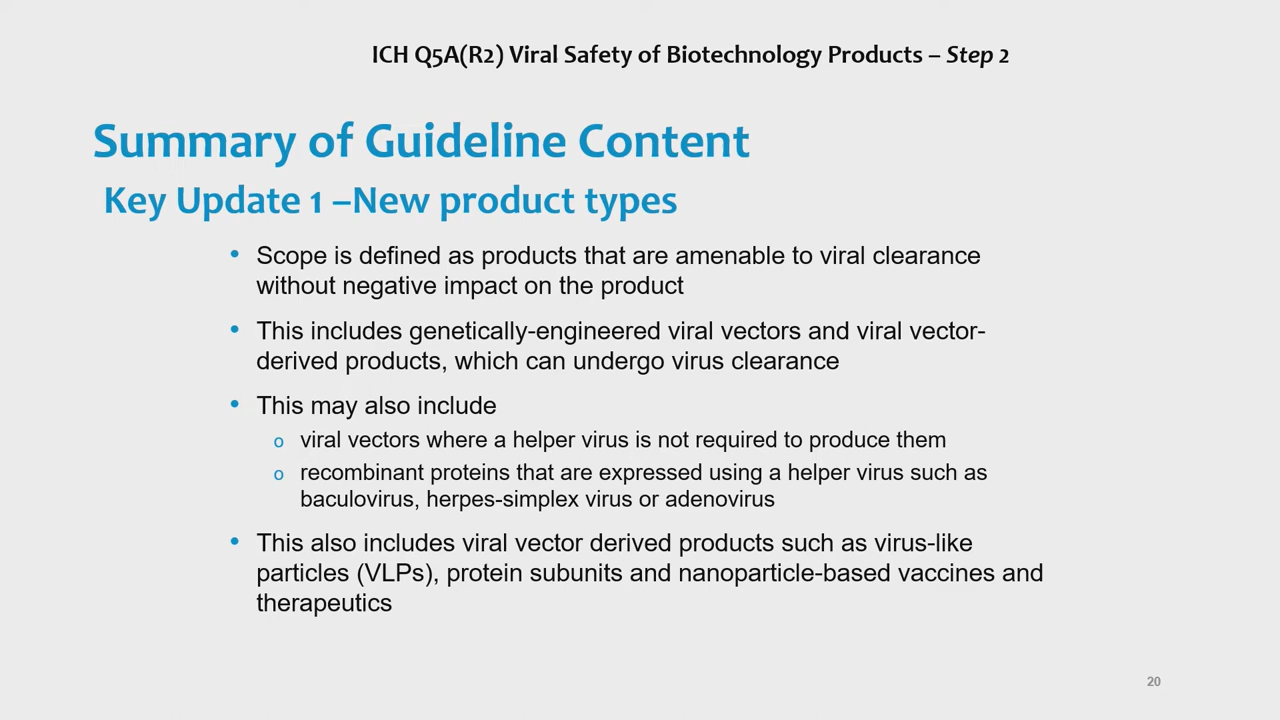 ICH Q5A(R2) Viral Safety of Biotechnology Products – Step 2
Summary of Guideline Content
Key Update 1 –New product types
• Scope is defined as products that are amenable to viral clearance
without negative impact on the product
• This includes genetically-engineered viral vectors and viral vector-
derived products, which can undergo virus clearance
• This may also include
o viral vectors where a helper virus is not required to produce them
o recombinant proteins that are expressed using a helper virus such as
baculovirus, herpes-simplex virus or adenovirus
• This also includes viral vector derived products such as virus-like
particles (VLPs), protein subunits and nanoparticle-based vaccines and
therapeutics
20